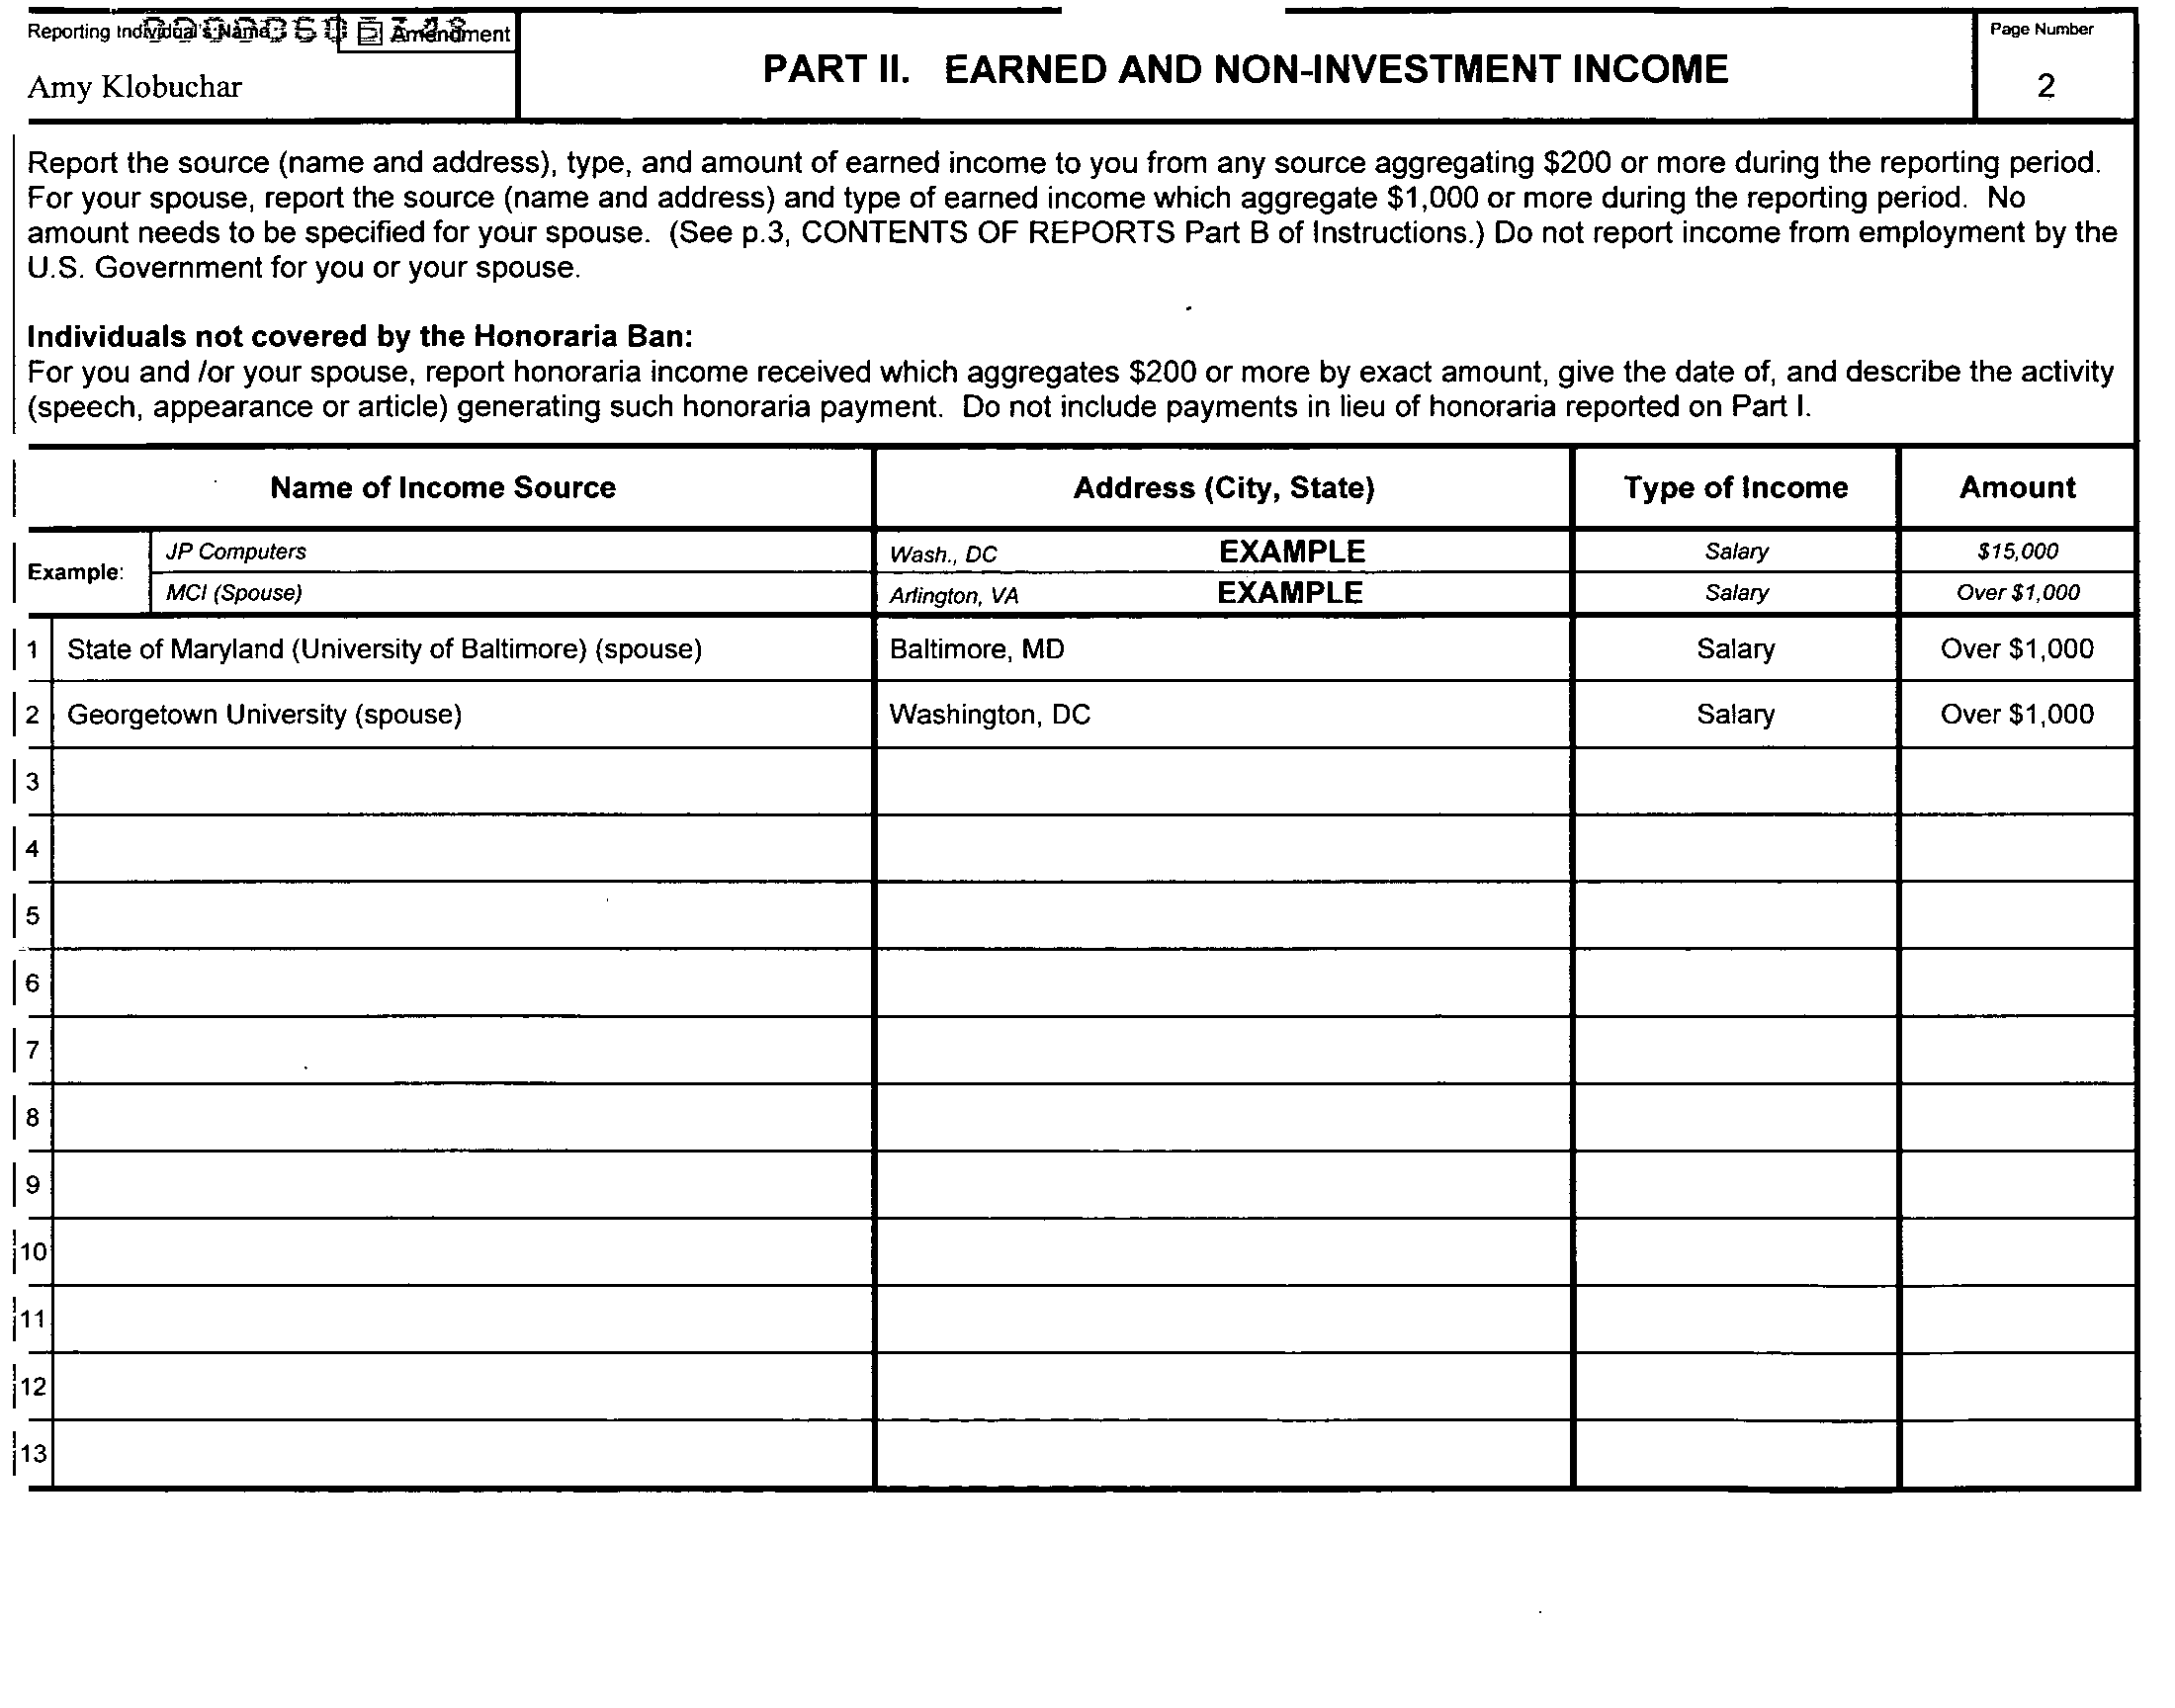 Reporting Individual's Name
Amendment
Amy Klobuchar
PART II. EARNED AND NON-INVESTMENT INCOME
Page Number
2
Report the source (name and address), type, and amount of earned income to you from any source aggregating $200 or more during the reporting period.
For your spouse, report the source (name and address) and type of earned income which aggregate $1,000 or more during the reporting period. No
amount needs to be specified for your spouse. (See p.3, CONTENTS OF REPORTS Part B of Instructions.) Do not report income from employment by the
U.S. Government for you or your spouse.
Individuals not covered by the Honoraria Ban:
For you and /or your spouse, report honoraria income received which aggregates $200 or more by exact amount, give the date of, and describe the activity
(speech, appearance or article) generating such honoraria payment. Do not include payments in lieu of honoraria reported on Part I.
Name of Income Source Address (City, State) Type of Income Amount
Example:
JP Computers Wash., DC EXAMPLE Salary $15,000
MCI (Spouse) Arlington, VA EXAMPLE Salary Over $1,000
1 State of Maryland (University of Baltimore) (spouse) Baltimore, MD Salary Over $1,000
2 Georgetown University (spouse) Washington, DC Salary Over $1,000
3
4
5
6
7
8
9
10
11
12
13